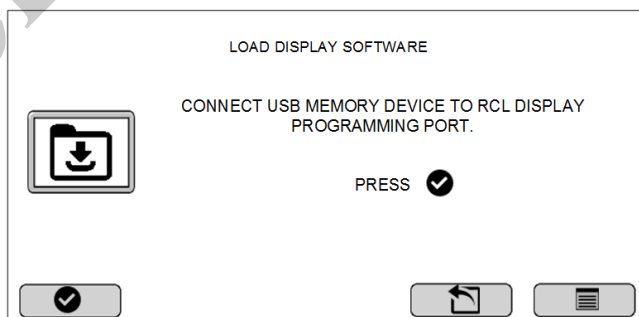 LOAD DISPLAY SOFTWARE
CONNECT USB MEMORY DEVICE TO RCL DISPLAY
PROGRAMMING PORT.
PRESS